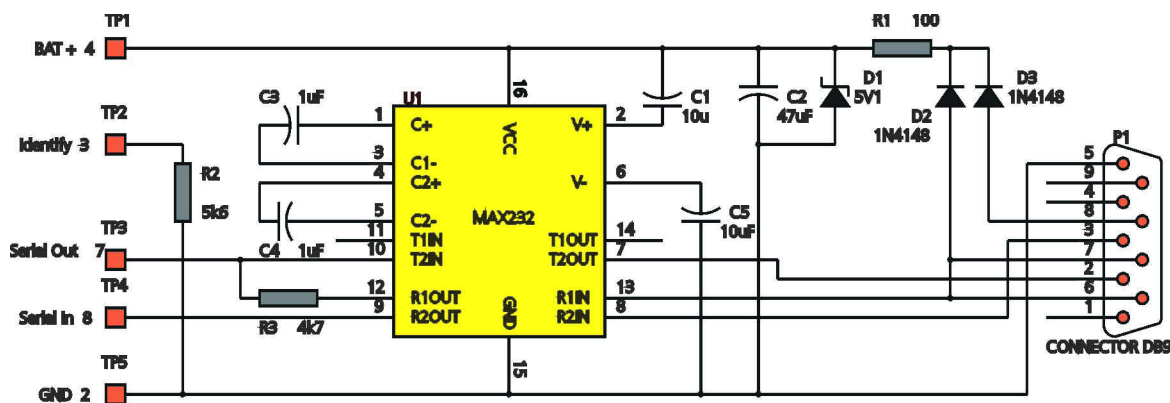 TP1
BAT + 4
R1 100
TP2
Identify 3
R2
5k6
TP3
Serial Out 7
TP4
Serial In 8
R3 4k7
TP5
GND 2
C3 1uF
C4 1uF
U1
MAX232
16
VCC
1 C+
3 C1-
4 C2+
5 C2-
11 T1IN
10 T2IN
12 R1OUT
9 R2OUT
GND
15
V+ 2
V- 6
T1OUT 14
T2OUT 7
R1IN 13
R2IN 8
C1
10u
C2
47uF
C5
10uF
D1
5V1
D2
1N4148
D3
1N4148
P1
5
9
4
8
3
7
2
6
1
CONNECTOR DB9